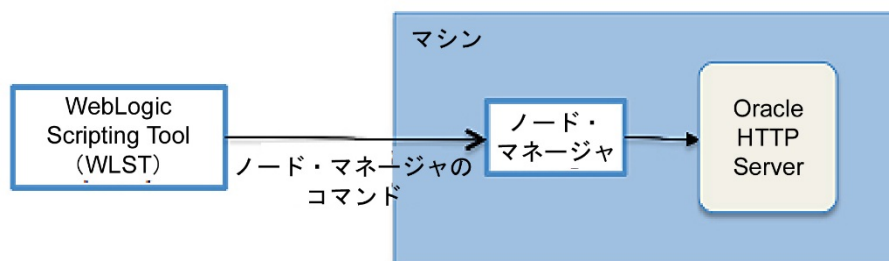 マシン
WebLogic
Scripting Tool
（WLST）
ノード・マネージャの
コマンド
ノード・
マネージャ
Oracle
HTTP
Server